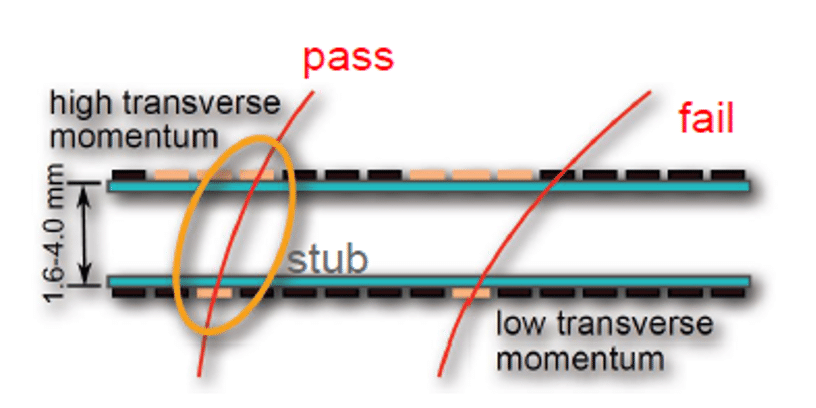 pass
high transverse
momentum
fail
1.6-4.0 mm
stub
low transverse
momentum